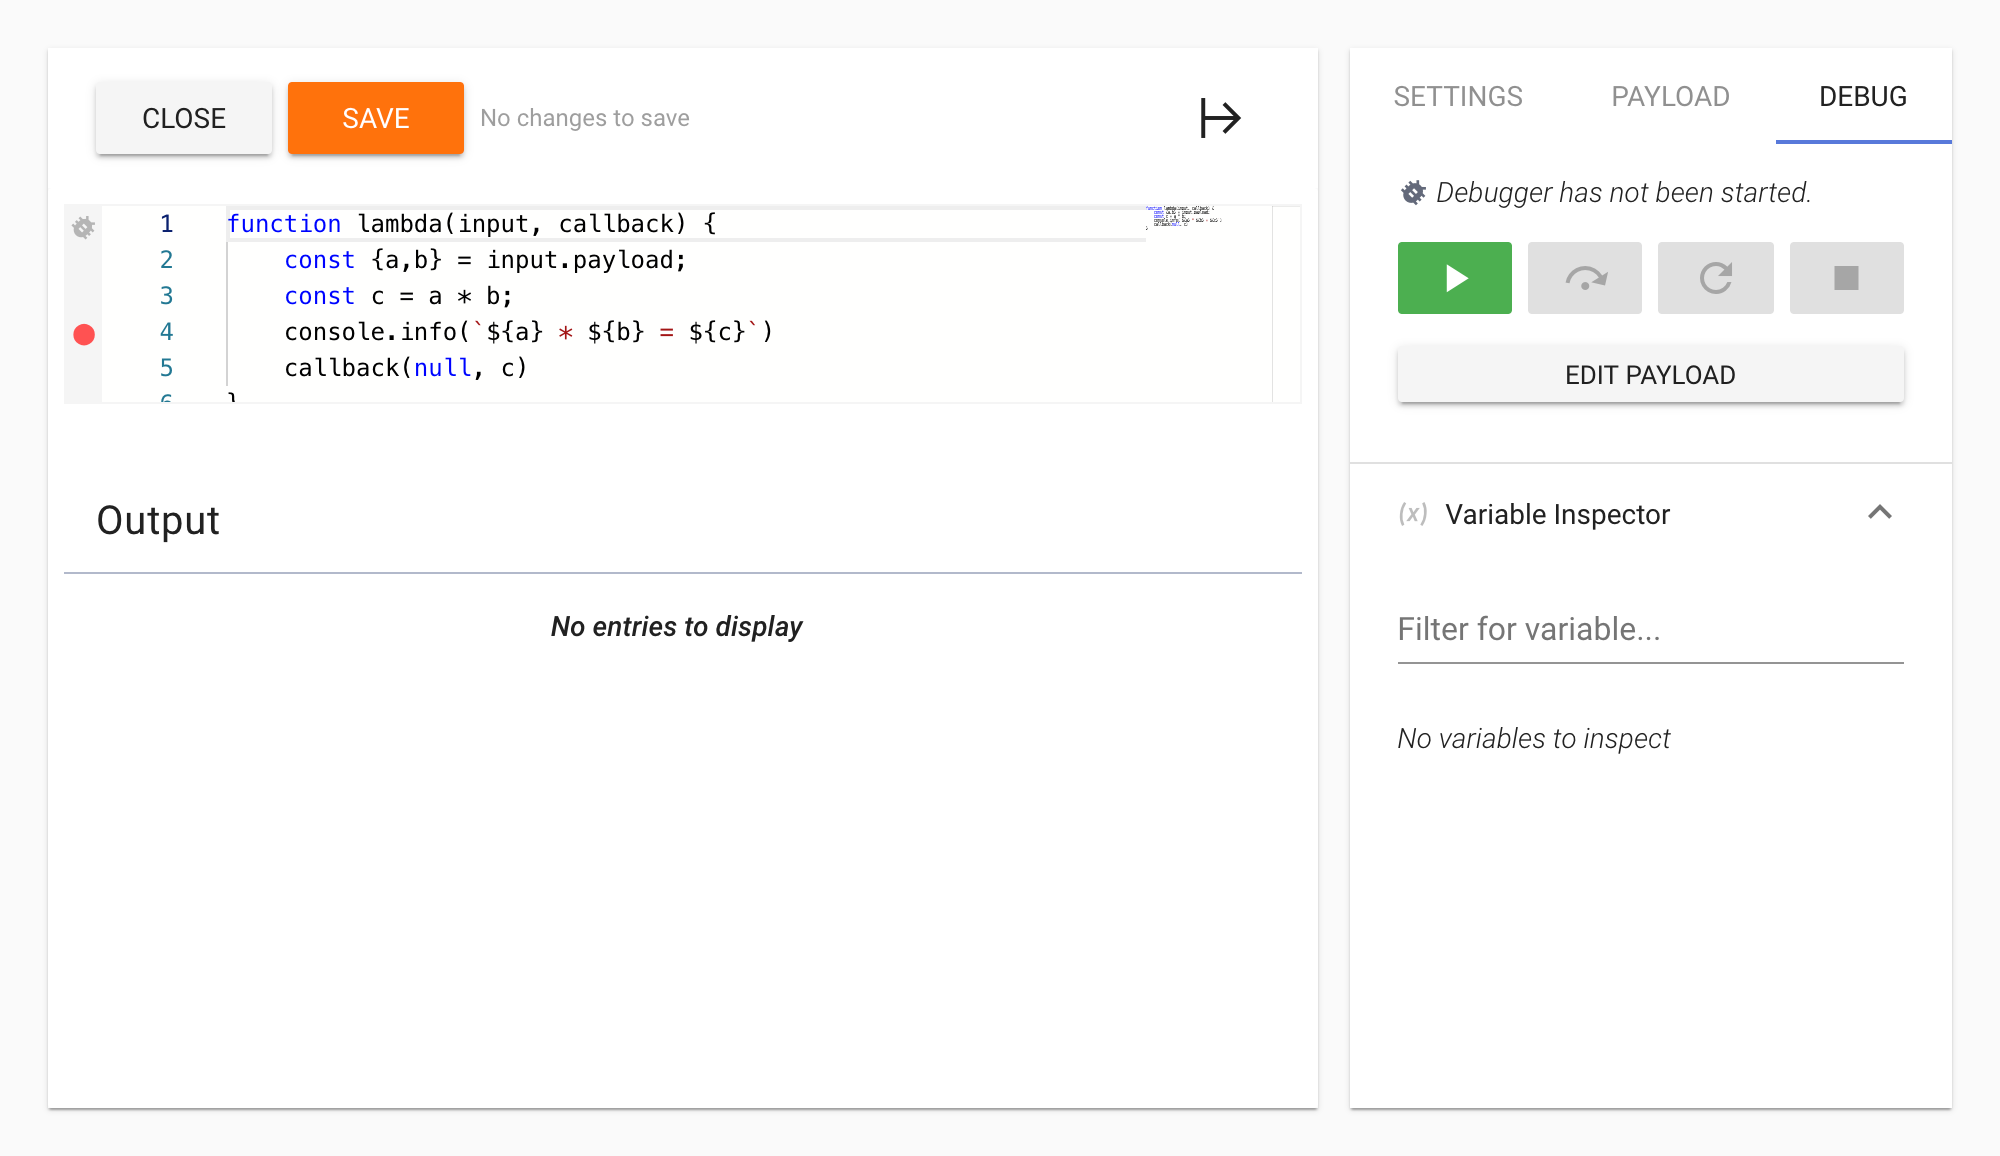 CLOSE SAVE No changes to save
1 function lambda(input, callback) {
2 const {a,b} = input.payload;
3 const c = a * b;
4 console.info(`${a} * ${b} = ${c}`)
5 callback(null, c)
6 }
Output
No entries to display
SETTINGS PAYLOAD DEBUG
Debugger has not been started.
EDIT PAYLOAD
(x) Variable Inspector
Filter for variable...
No variables to inspect